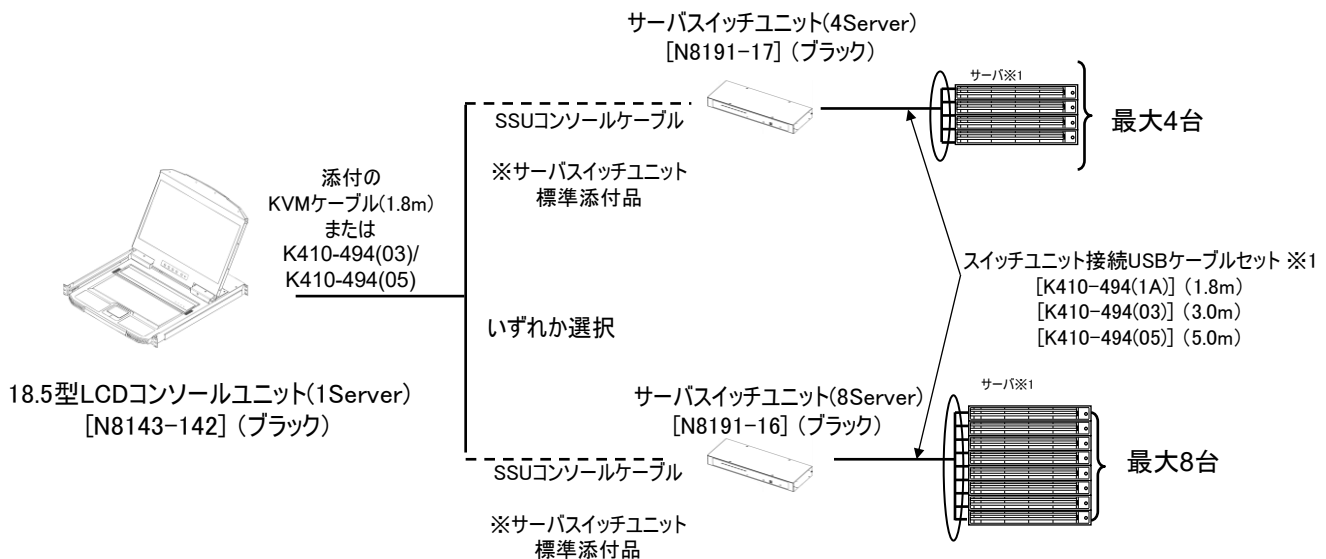 サーバスイッチユニット(4Server)
[N8191-17] (ブラック)
サーバ※1
最大4台
SSUコンソールケーブル
※サーバスイッチユニット
標準添付品
添付の
KVMケーブル(1.8m)
または
K410-494(03)/
K410-494(05)
スイッチユニット接続USBケーブルセット ※1
[K410-494(1A)] (1.8m)
[K410-494(03)] (3.0m)
[K410-494(05)] (5.0m)
いずれか選択
18.5型LCDコンソールユニット(1Server)
[N8143-142] (ブラック)
サーバスイッチユニット(8Server)
[N8191-16] (ブラック)
サーバ※1
最大8台
SSUコンソールケーブル
※サーバスイッチユニット
標準添付品